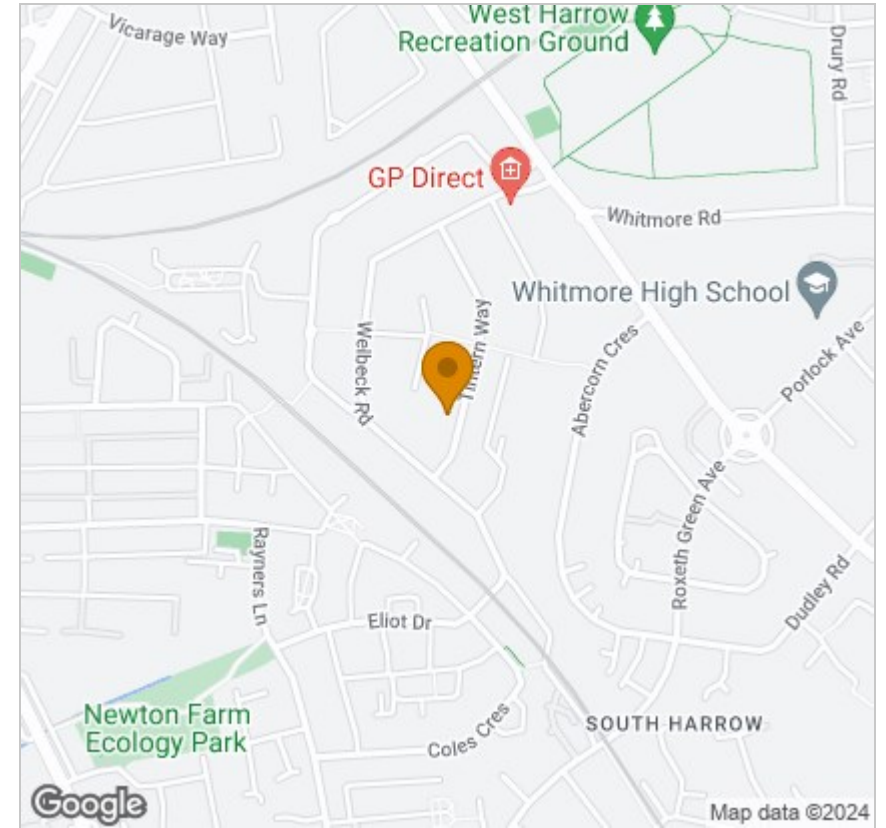 West Harrow
Recreation Ground
Vicarage Way
Drury Rd
GP Direct
Whitmore Rd
Whitmore High School
Welbeck Rd
Tintern Way
Abercorn Cres
Porlock Ave
Roxeth Green Ave
Rayners Ln
Dudley Rd
Eliot Dr
Newton Farm
Ecology Park
SOUTH HARROW
Coles Cres
Google
Map data ©2024